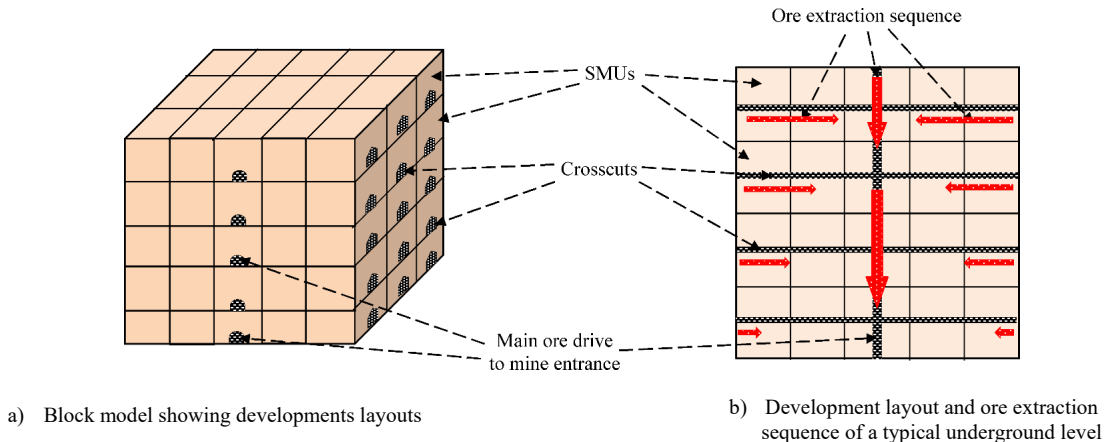 Ore extraction sequence
SMUs
Crosscuts
Main ore drive
to mine entrance
a) Block model showing developments layouts
b) Development layout and ore extraction
sequence of a typical underground level